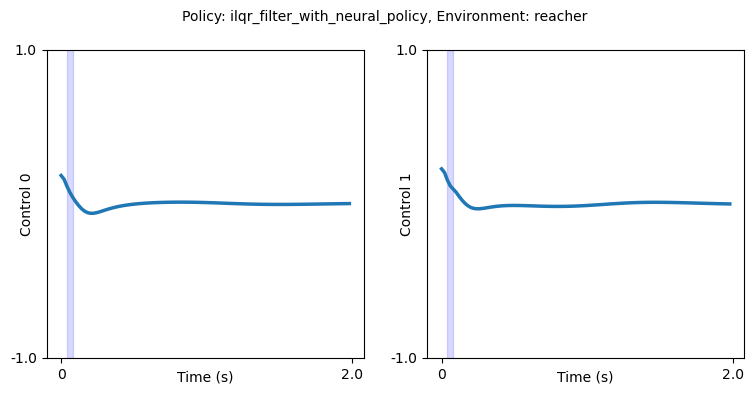 Policy: ilqr_filter_with_neural_policy, Environment: reacher
1.0
Control 0
-1.0
0
Time (s)
2.0
1.0
Control 1
-1.0
0
Time (s)
2.0